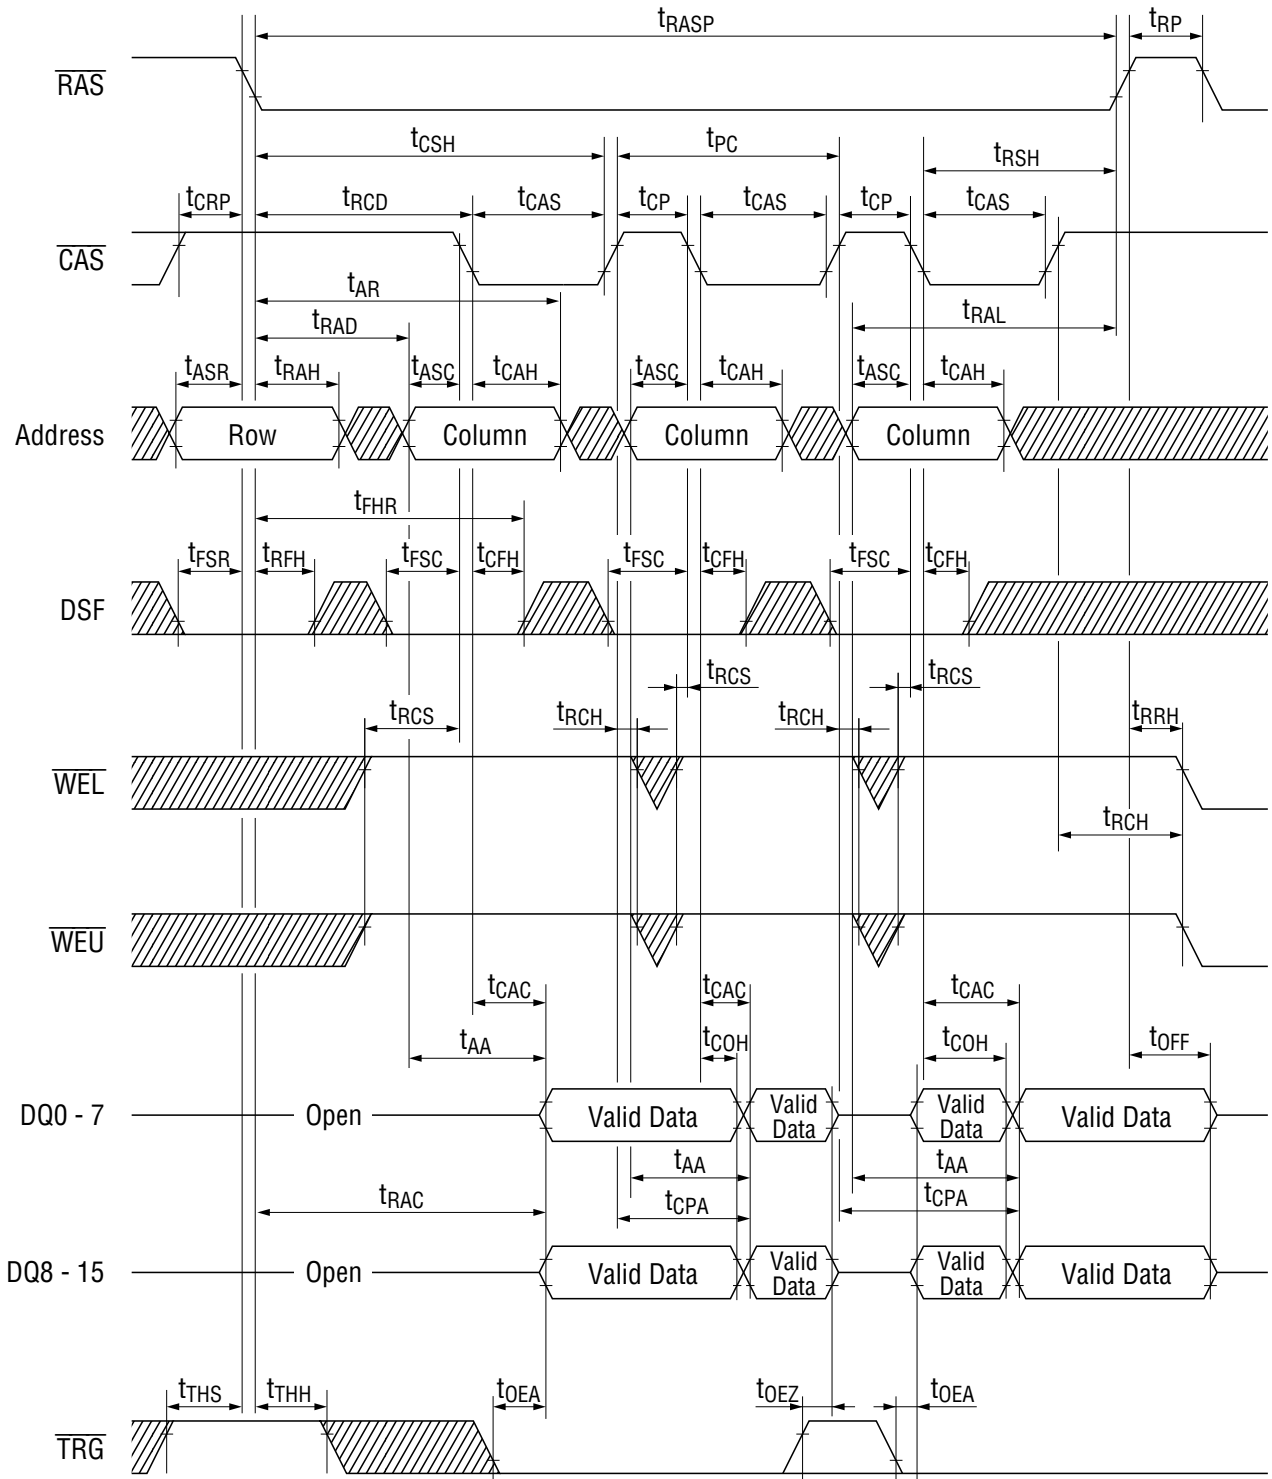 tRASP tRP
RAS
tCSH tPC tRSH
tCRP tRCD tCAS tCP tCAS tCP tCAS
CAS
tAR
tRAD tRAL
tASR tRAH tASC tCAH tASC tCAH tASC tCAH
Address Row Column Column Column
tFHR
tFSR tRFH tFSC tCFH tFSC tCFH tFSC tCFH
DSF
tRCS tRCS
tRCS tRCH tRCH tRRH
WEL
tRCH
WEU
tCAC tCAC tCAC
tAA tCOH tCOH tOFF
DQ0 - 7 Open Valid Data Valid Data Valid Data Valid Data
tAA tAA
tRAC tCPA tCPA
DQ8 - 15 Open Valid Data Valid Data Valid Data Valid Data
tTHS tTHH tOEA tOEZ tOEA
TRG